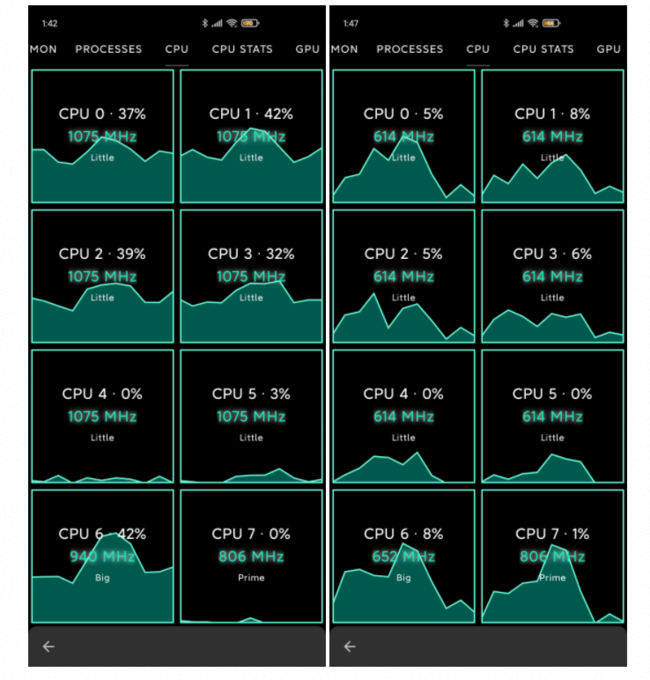 1:42
MON PROCESSES CPU CPU STATS GPU
CPU 0 · 37%
1075 MHz
Little
CPU 1 · 42%
1075 MHz
Little
CPU 2 · 39%
1075 MHz
Little
CPU 3 · 32%
1075 MHz
Little
CPU 4 · 0%
1075 MHz
Little
CPU 5 · 3%
1075 MHz
Little
CPU 6 · 42%
940 MHz
Big
CPU 7 · 0%
806 MHz
Prime
1:47
MON PROCESSES CPU CPU STATS GPU
CPU 0 · 5%
614 MHz
Little
CPU 1 · 8%
614 MHz
Little
CPU 2 · 5%
614 MHz
Little
CPU 3 · 6%
614 MHz
Little
CPU 4 · 0%
614 MHz
Little
CPU 5 · 0%
614 MHz
Little
CPU 6 · 8%
652 MHz
Big
CPU 7 · 1%
806 MHz
Prime